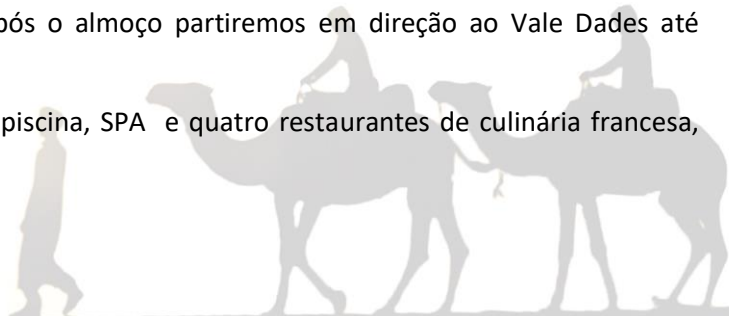 pós o almoço partiremos em direção ao Vale Dades até
piscina, SPA e quatro restaurantes de culinária francesa,